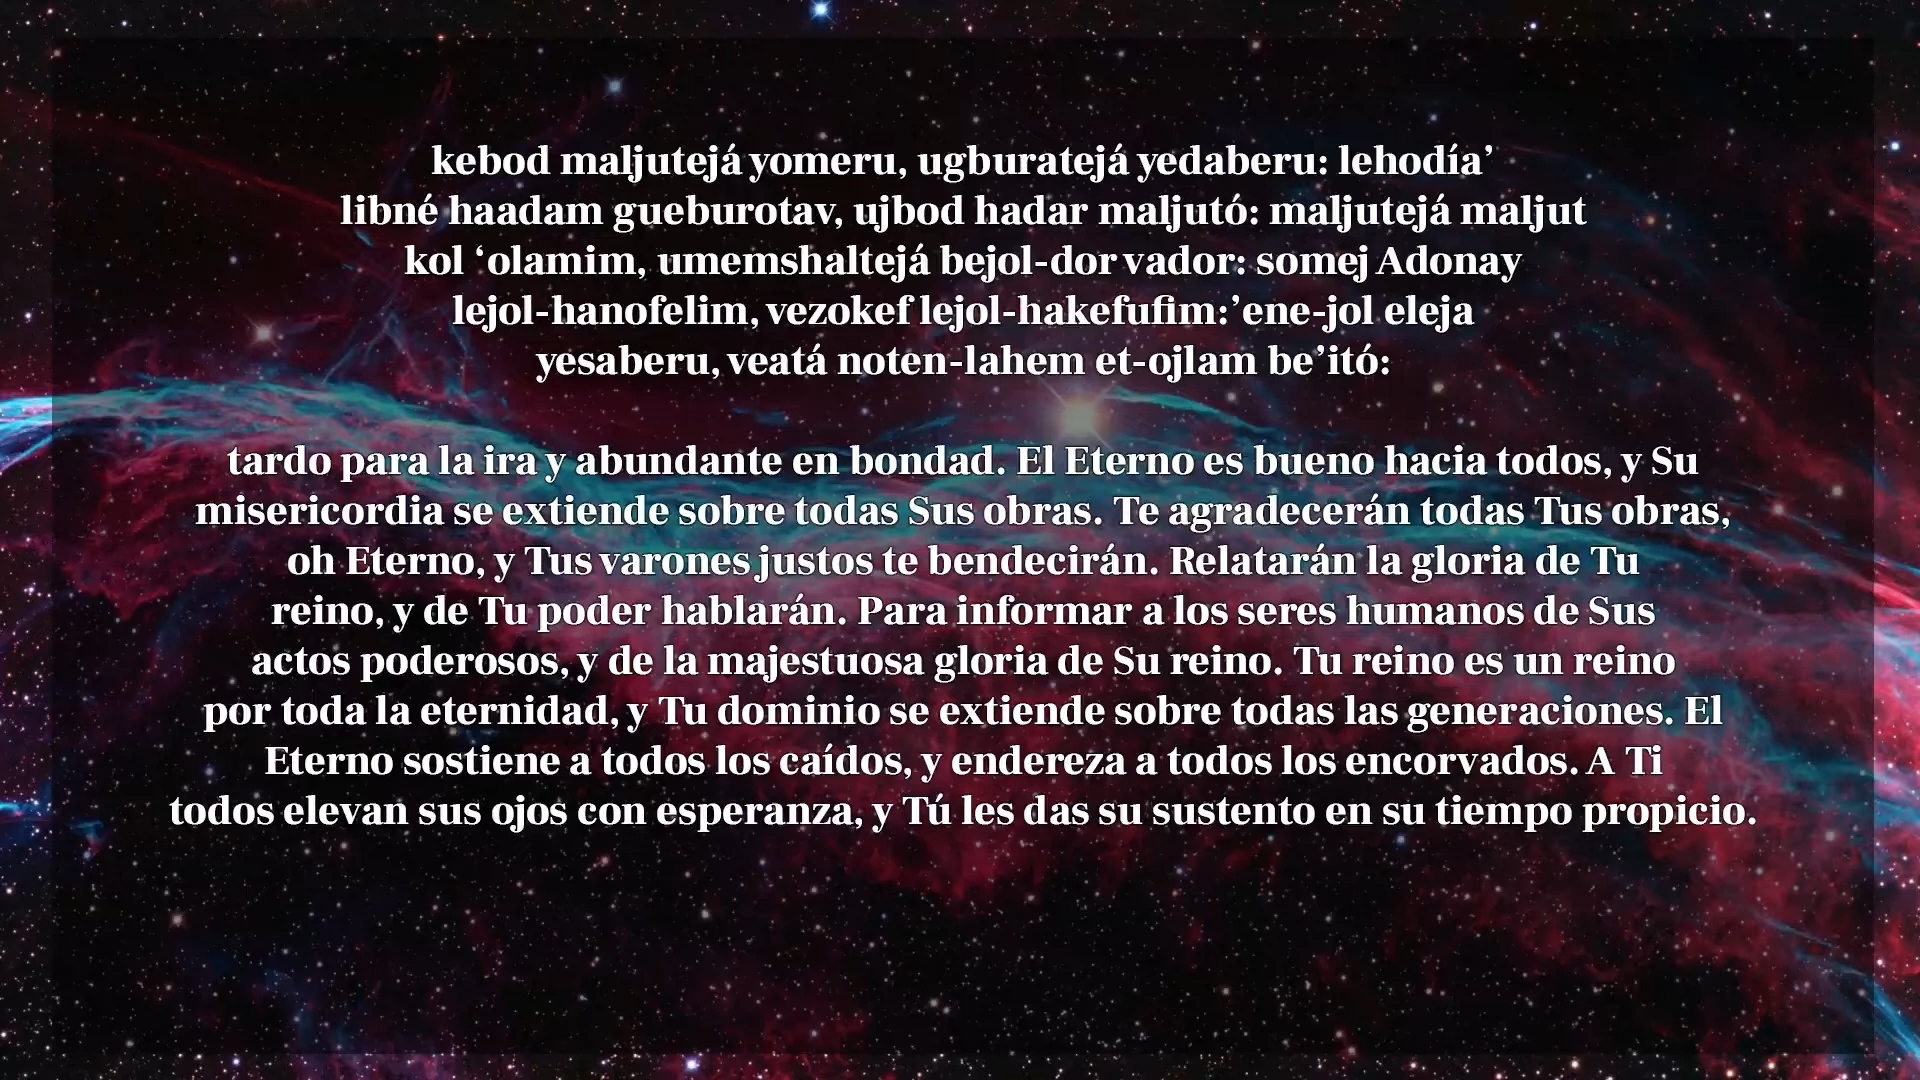 kebod maljutejá yomeru, ugburatejá yedaberu: lehodía’
libné haadam gueburotav, ujbod hadar maljutó: maljutejá maljut
kol ‘olamim, umemshaltejá bejol-dor vador: somej Adonay
lejol-hanofelim, vezokef lejol-hakefufim:’ene-jol eleja
yesaberu, veatá noten-lahem et-ojlam be’itó:
tardo para la ira y abundante en bondad. El Eterno es bueno hacia todos, y Su
misericordia se extiende sobre todas Sus obras. Te agradecerán todas Tus obras,
oh Eterno, y Tus varones justos te bendecirán. Relatarán la gloria de Tu
reino, y de Tu poder hablarán. Para informar a los seres humanos de Sus
actos poderosos, y de la majestuosa gloria de Su reino. Tu reino es un reino
por toda la eternidad, y Tu dominio se extiende sobre todas las generaciones. El
Eterno sostiene a todos los caídos, y endereza a todos los encorvados. A Ti
todos elevan sus ojos con esperanza, y Tú les das su sustento en su tiempo propicio.